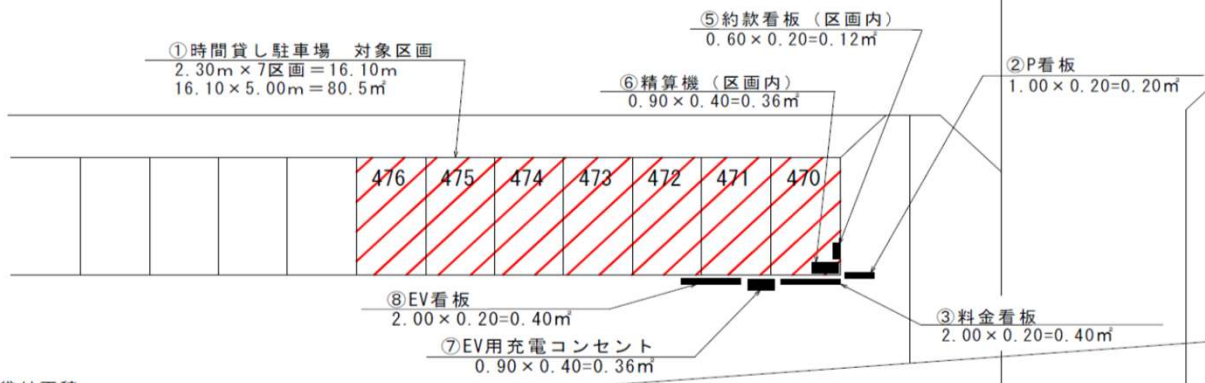 ⑤約款看板（区画内）
0.60×0.20=0.12㎡
①時間貸し駐車場　対象区画
2.30m×7区画＝16.10m
16.10×5.00m＝80.5㎡
②P看板
1.00×0.20=0.20㎡
⑥精算機（区画内）
0.90×0.40=0.36㎡
476 475 474 473 472 471 470
⑧EV看板
2.00×0.20=0.40㎡
③料金看板
2.00×0.20=0.40㎡
⑦EV用充電コンセント
0.90×0.40=0.36㎡